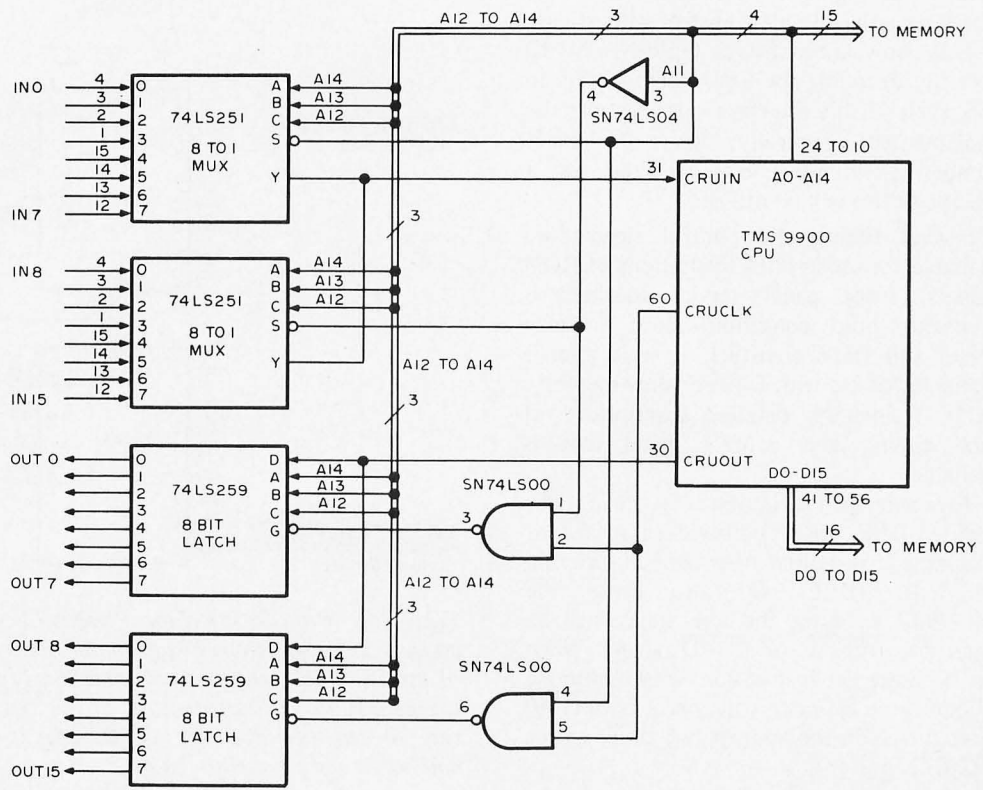 A12 TO A14
3
4
15
TO MEMORY
A11
4
3
SN74LS04
24 TO 10
A0-A14
31
CRUIN
TMS 9900
CPU
60
CRUCLK
30
CRUOUT
D0-D15
41 TO 56
16
TO MEMORY
D0 TO D15
IN0
4
3
2
1
15
14
13
12
IN7
0
1
2
3
4
5
6
7
74LS251
8 TO 1
MUX
A
B
C
S
Y
A14
A13
A12
3
IN8
4
3
2
1
15
14
13
12
IN15
0
1
2
3
4
5
6
7
74LS251
8 TO 1
MUX
A
B
C
S
Y
A14
A13
A12
A12 TO A14
3
OUT 0
OUT 7
0
1
2
3
4
5
6
7
74LS259
8 BIT
LATCH
D
A
B
C
G
A14
A13
A12
SN74LS00
3
1
2
A12 TO A14
3
OUT 8
OUT15
0
1
2
3
4
5
6
7
74LS259
8 BIT
LATCH
D
A
B
C
G
A14
A13
A12
SN74LS00
6
4
5